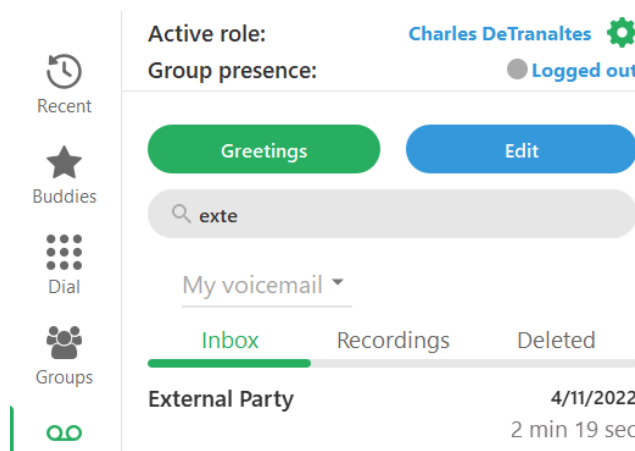 Active role: Charles DeTranaltes
Group presence: Logged out
Recent
Greetings Edit
Buddies
exte
Dial
My voicemail
Inbox Recordings Deleted
Groups
External Party 4/11/2022
2 min 19 sec